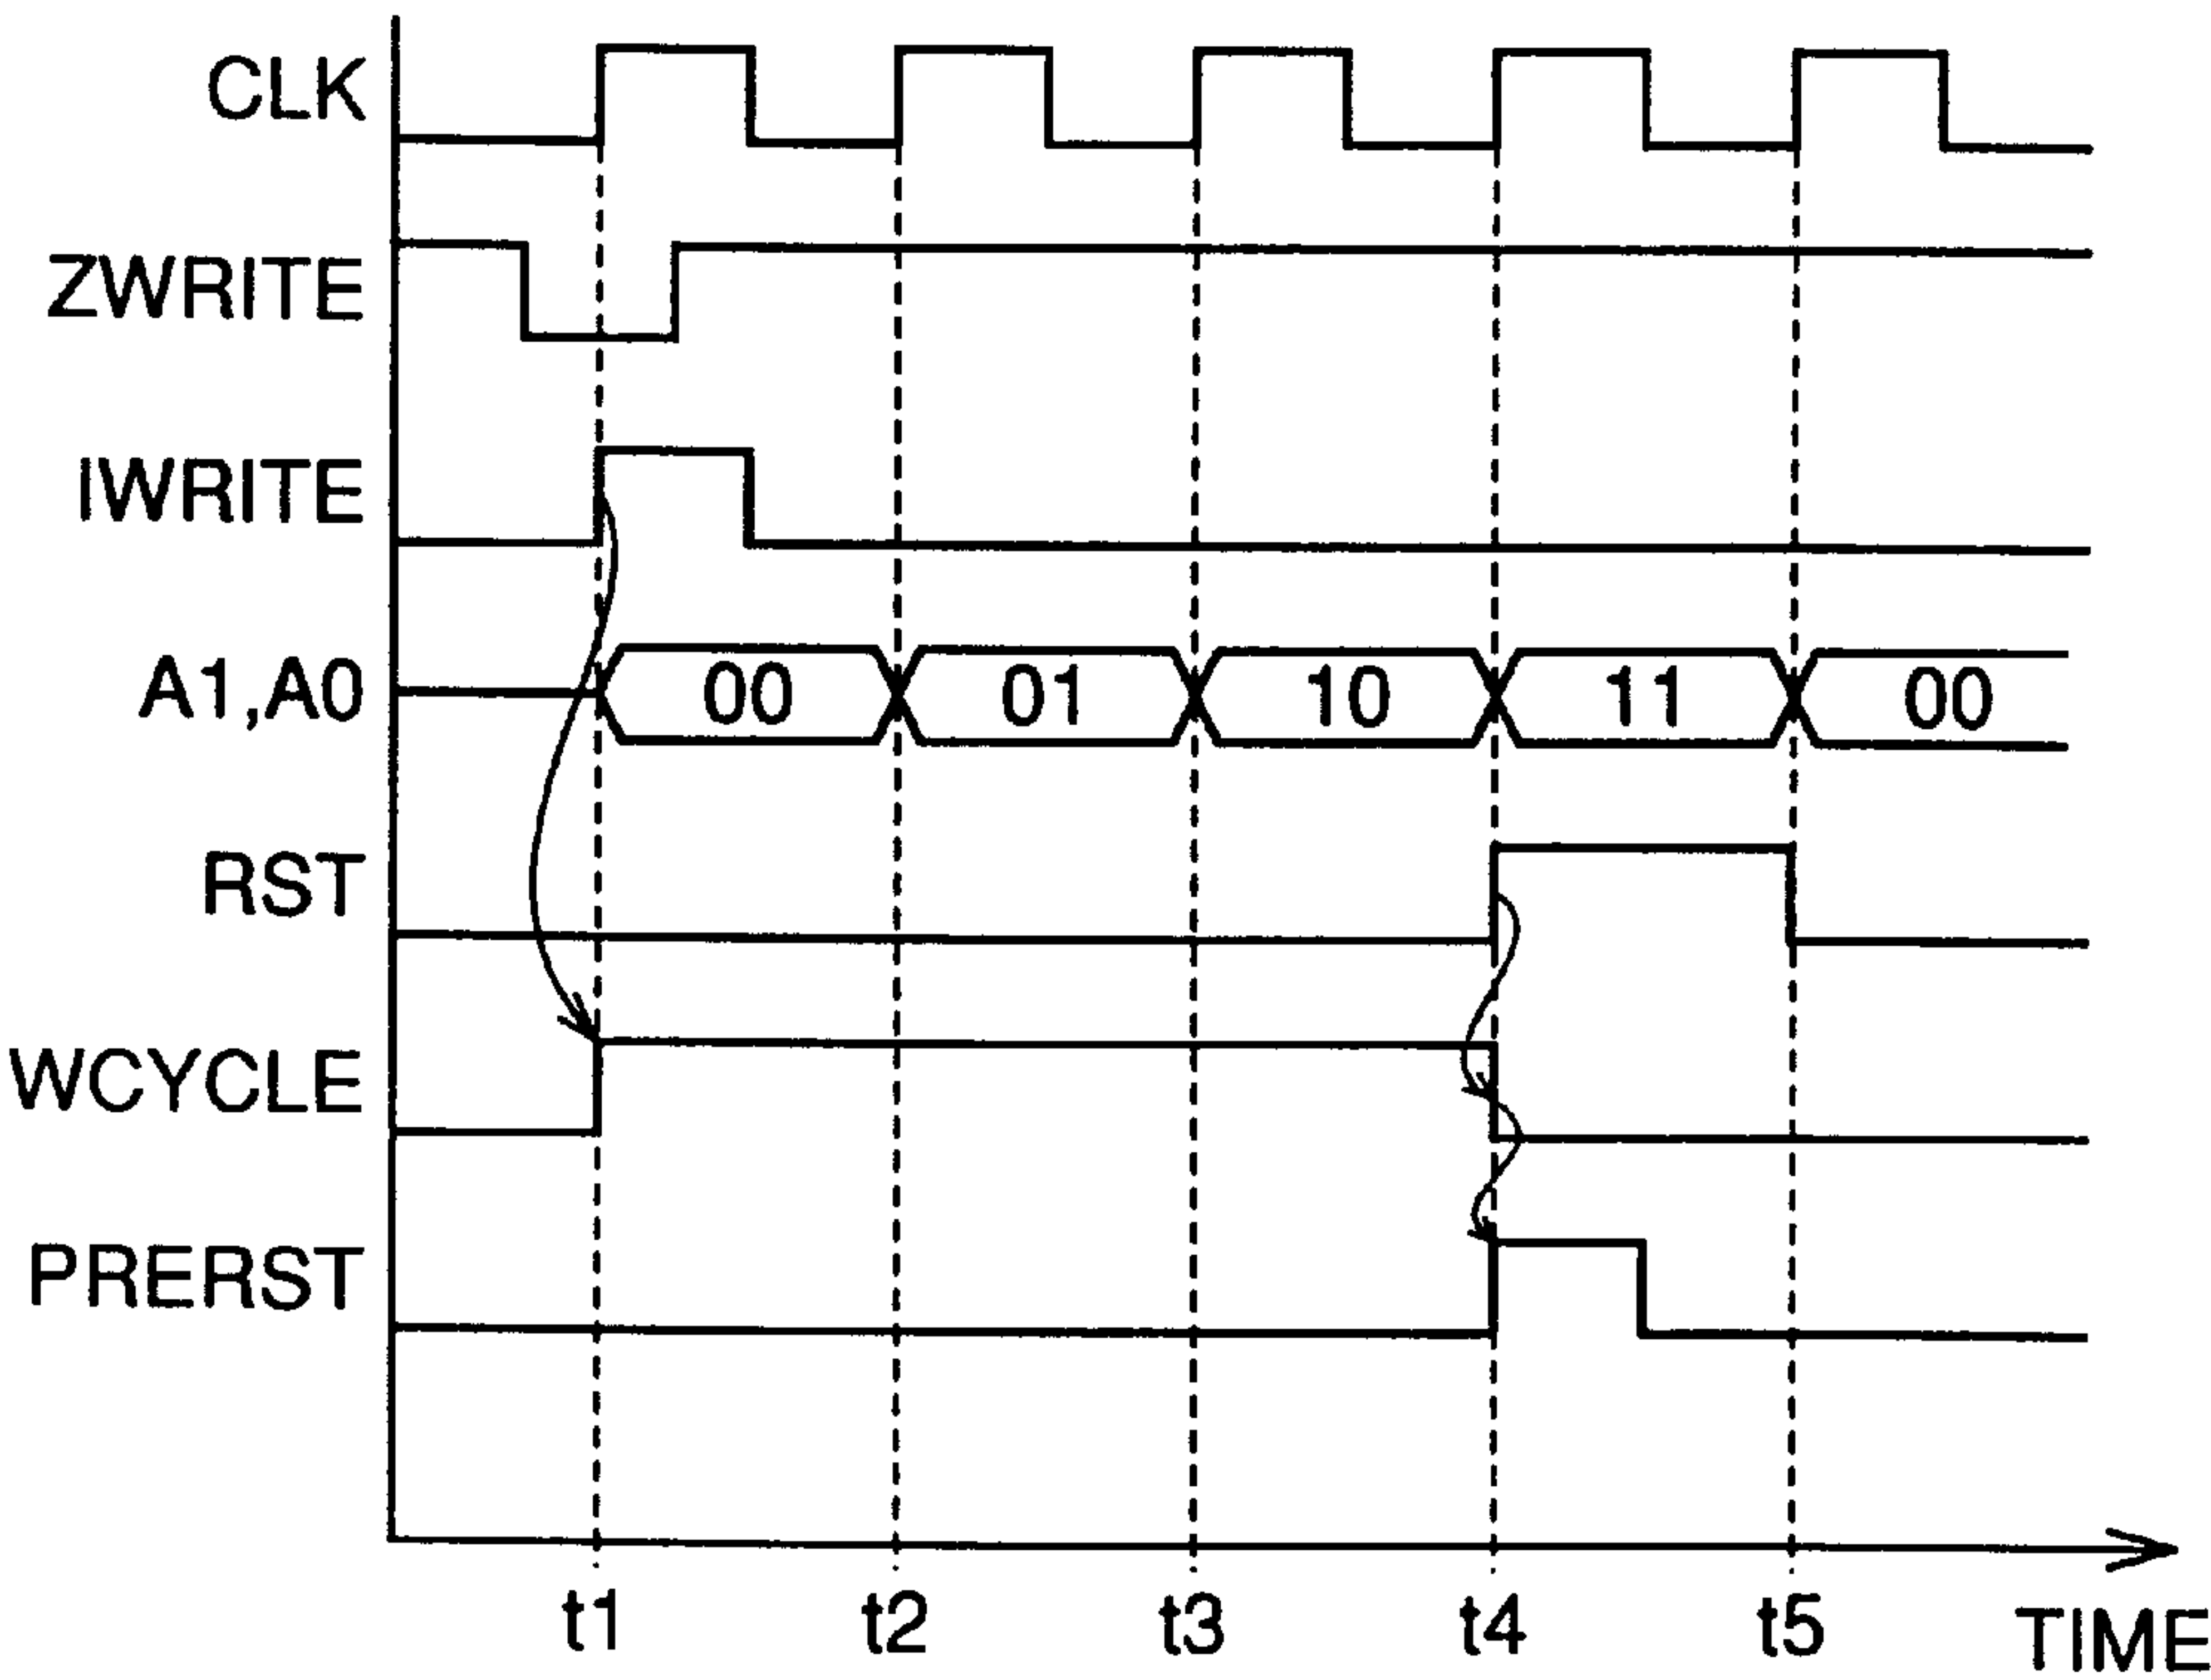 CLK
ZWRITE
IWRITE
A1,A0 00 01 10 11 00
RST
WCYCLE
PRERST
t1 t2 t3 t4 t5 TIME